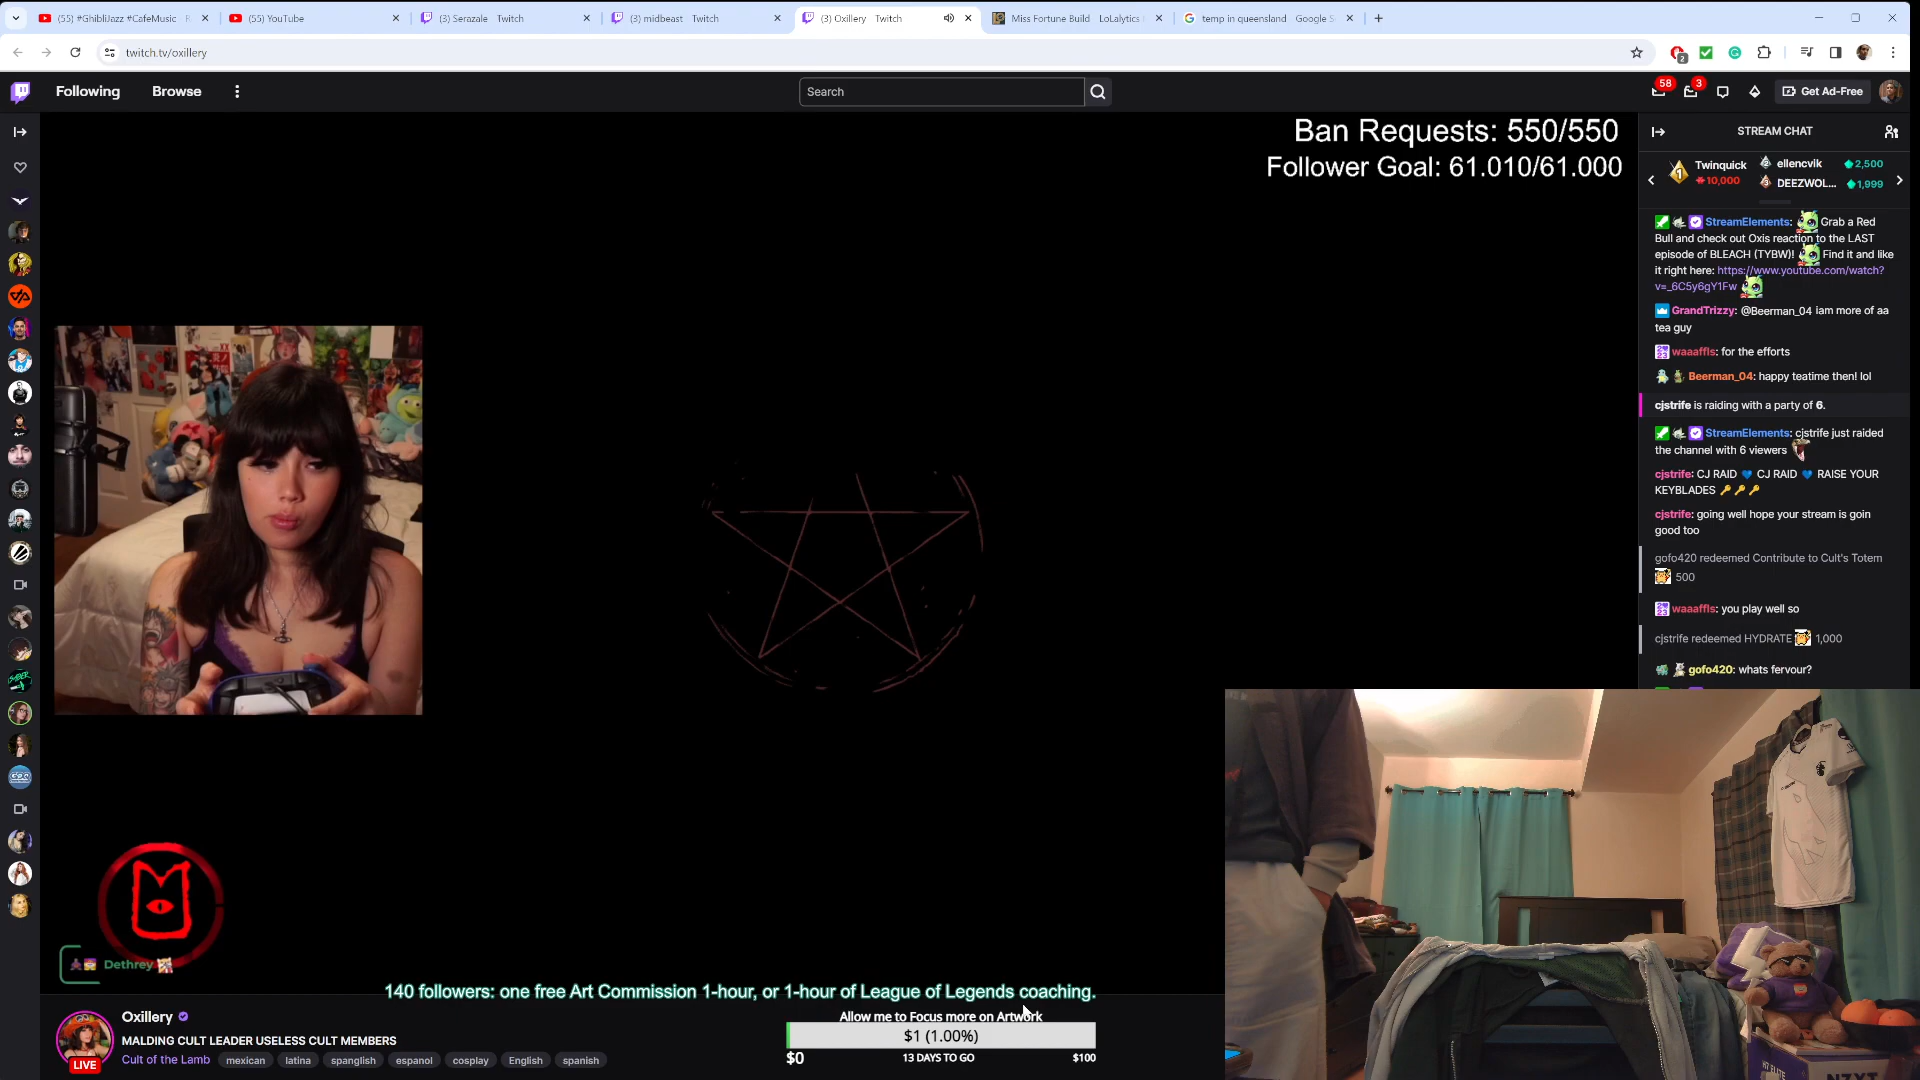 (55) #GhibliJazz #CafeMusic
(55) YouTube
(3) Serazale Twitch
(3) midbeast Twitch
(3) Oxillery Twitch
Miss Fortune Build LoLalytics
temp in queensland Google S
twitch.tv/oxillery
2
Following
Browse
Search
58
3
Get Ad-Free
Ban Requests: 550/550
Follower Goal: 61.010/61.000
STREAM CHAT
1
Twinquick
10,000
2
ellencvik
2,500
3
DEEZWOL...
1,999
StreamElements: Grab a Red
Bull and check out Oxis reaction to the LAST
episode of BLEACH (TYBW)! Find it and like
it right here: https://www.youtube.com/watch?
v=_6C5y6gY1Fw
GrandTrizzy: @Beerman_04 iam more of aa
tea guy
waaaffls: for the efforts
Beerman_04: happy teatime then! lol
cjstrife is raiding with a party of 6.
StreamElements: cjstrife just raided
the channel with 6 viewers
cjstrife: CJ RAID 💙 CJ RAID 💙 RAISE YOUR
KEYBLADES 🔑🔑🔑
cjstrife: going well hope your stream is goin
good too
gofo420 redeemed Contribute to Cult's Totem
500
waaaffls: you play well so
cjstrife redeemed HYDRATE 1,000
gofo420: whats fervour?
Dethrey
140 followers: one free Art Commission 1-hour, or 1-hour of League of Legends coaching.
Oxillery
MALDING CULT LEADER USELESS CULT MEMBERS
Cult of the Lamb
mexican
latina
spanglish
espanol
cosplay
English
spanish
LIVE
Allow me to Focus more on Artwork
$1 (1.00%)
$0
13 DAYS TO GO
$100
NZXT